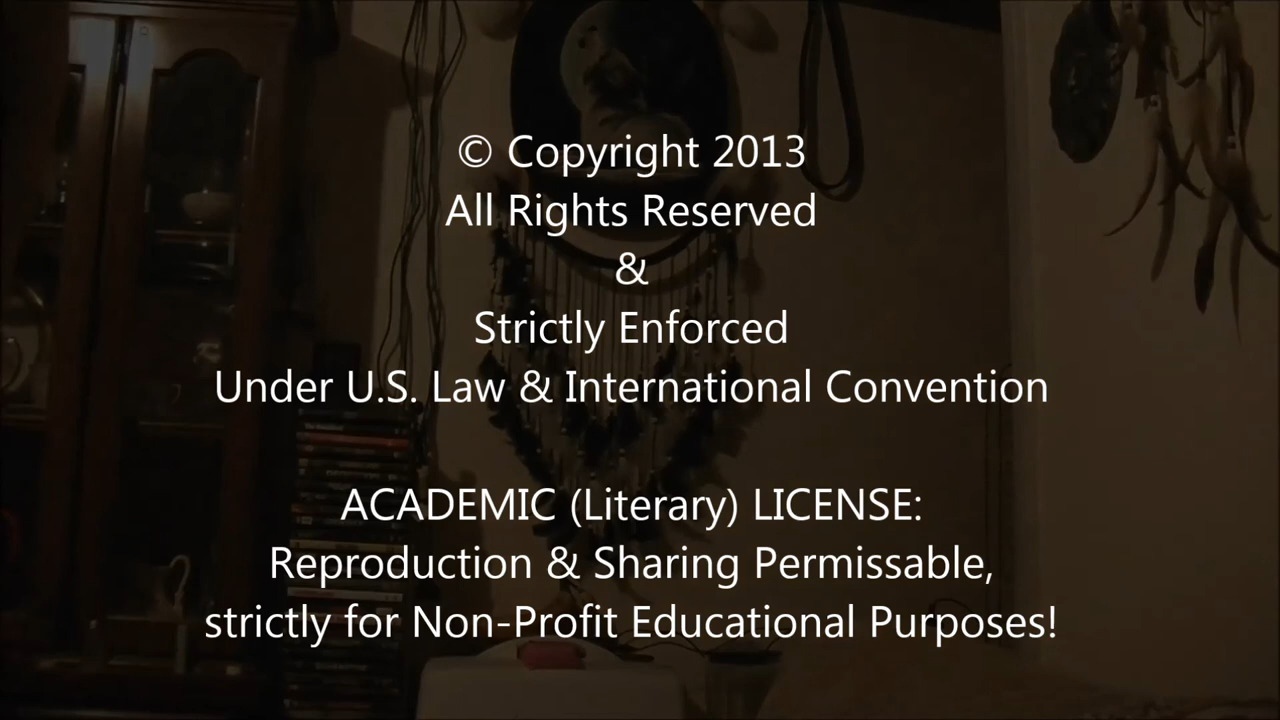 © Copyright 2013
All Rights Reserved
&
Strictly Enforced
Under U.S. Law & International Convention
ACADEMIC (Literary) LICENSE:
Reproduction & Sharing Permissable,
strictly for Non-Profit Educational Purposes!